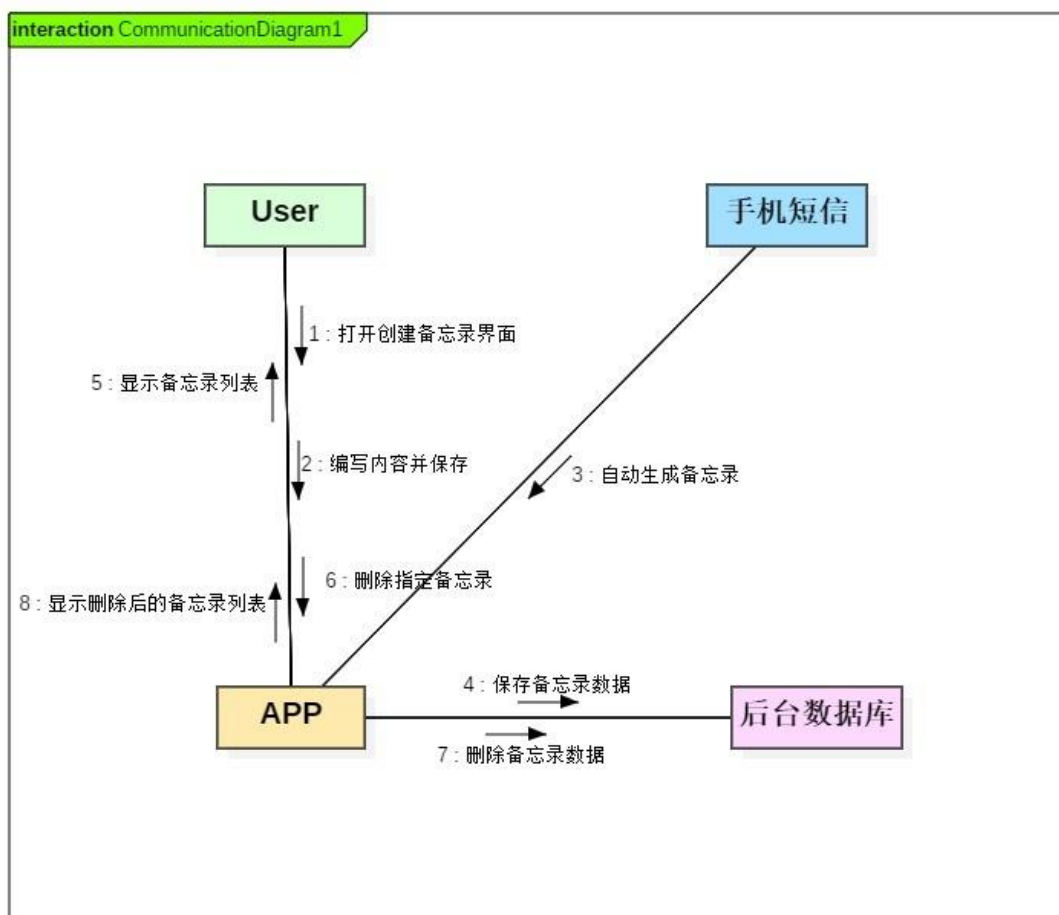 interaction CommunicationDiagram1
User
手机短信
1 : 打开创建备忘录界面
5 : 显示备忘录列表
2 : 编写内容并保存
3 : 自动生成备忘录
6 : 删除指定备忘录
8 : 显示删除后的备忘录列表
4 : 保存备忘录数据
APP
后台数据库
7 : 删除备忘录数据